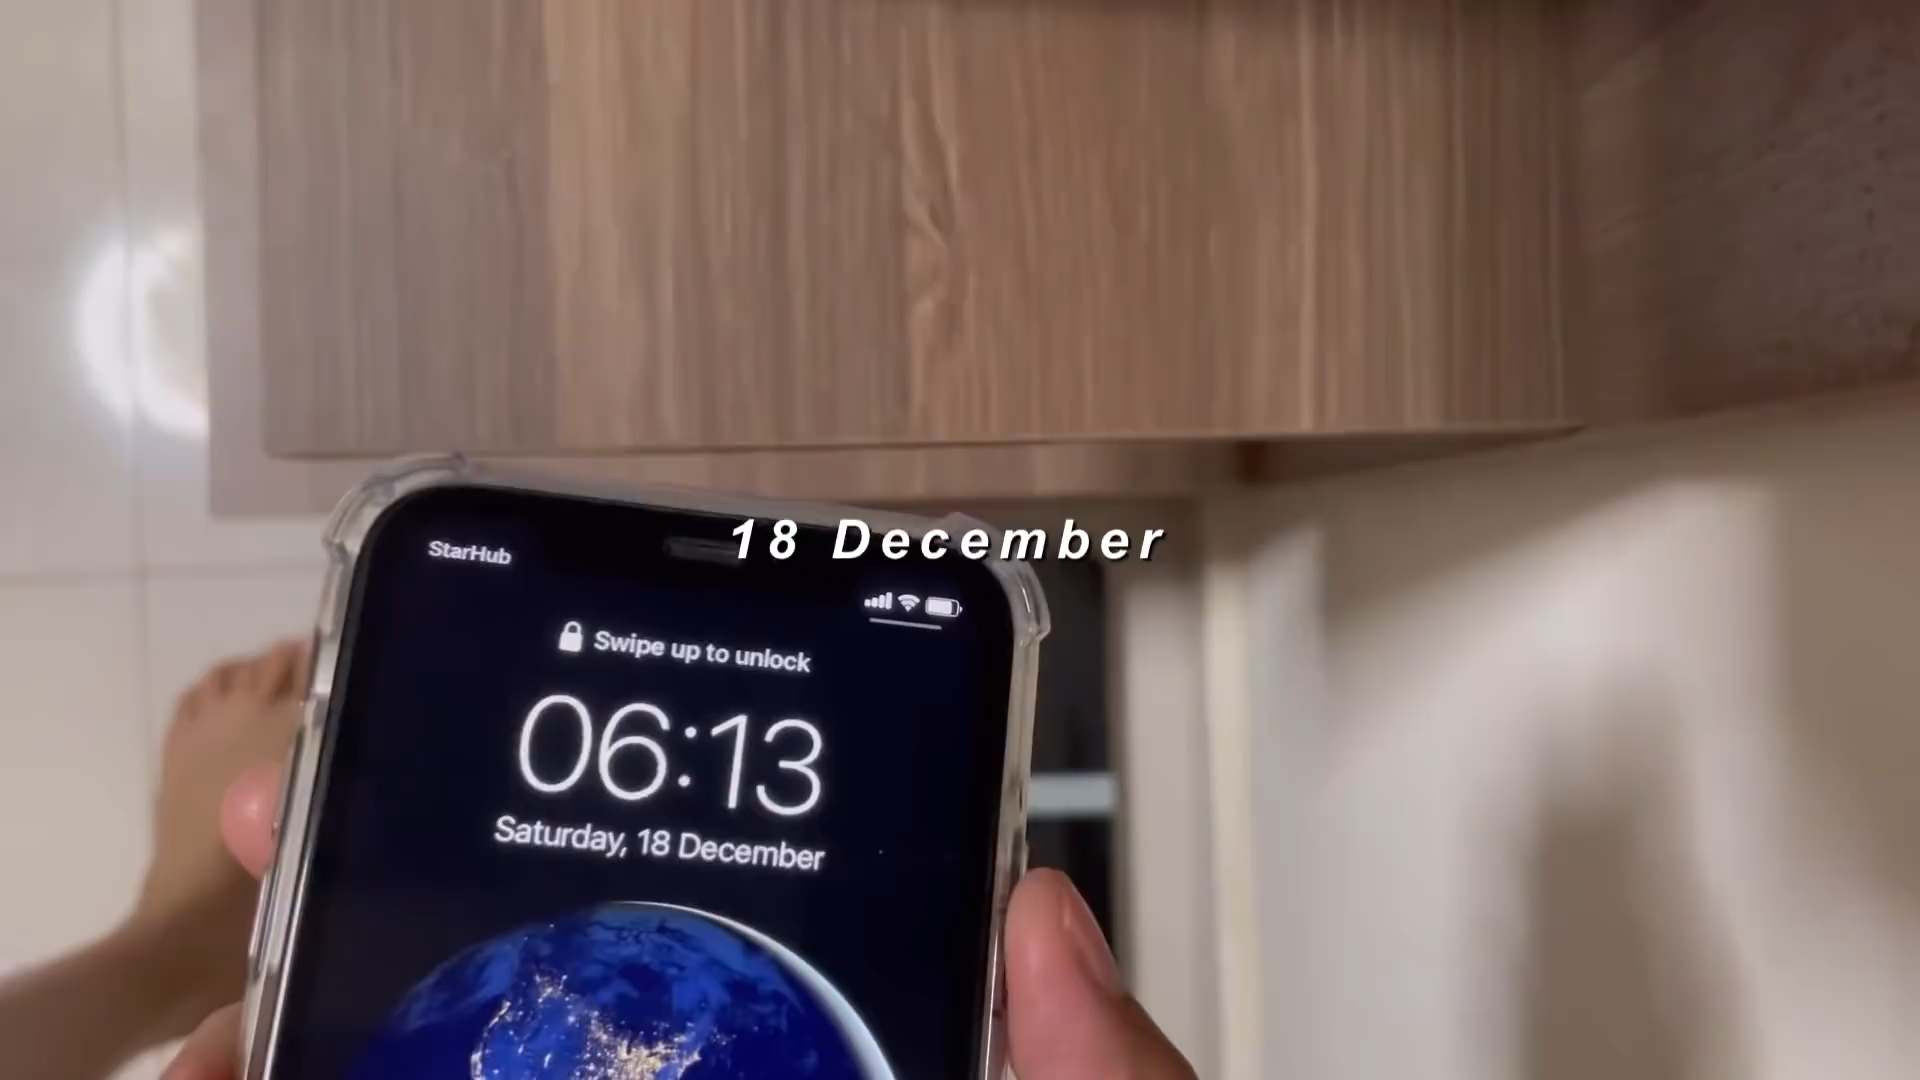 18 December
StarHub
Swipe up to unlock
06:13
Saturday, 18 December